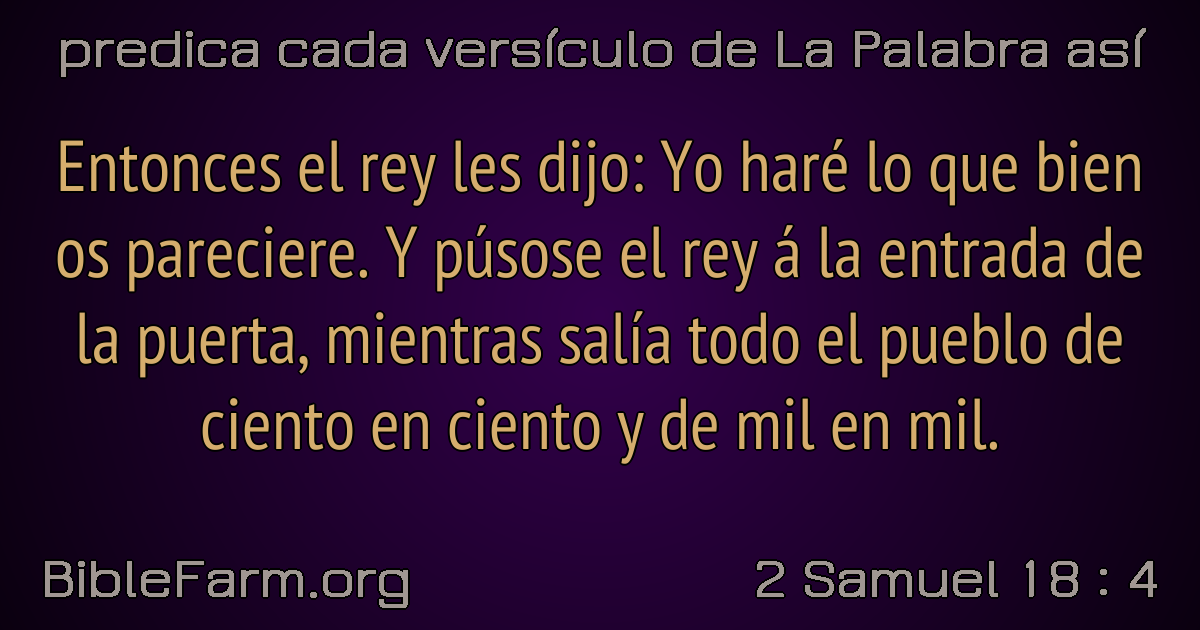 predica cada versículo de La Palabra así
Entonces el rey les dijo: Yo haré lo que bien
os pareciere. Y púsose el rey á la entrada de
la puerta, mientras salía todo el pueblo de
ciento en ciento y de mil en mil.
BibleFarm.org
2 Samuel 18 : 4